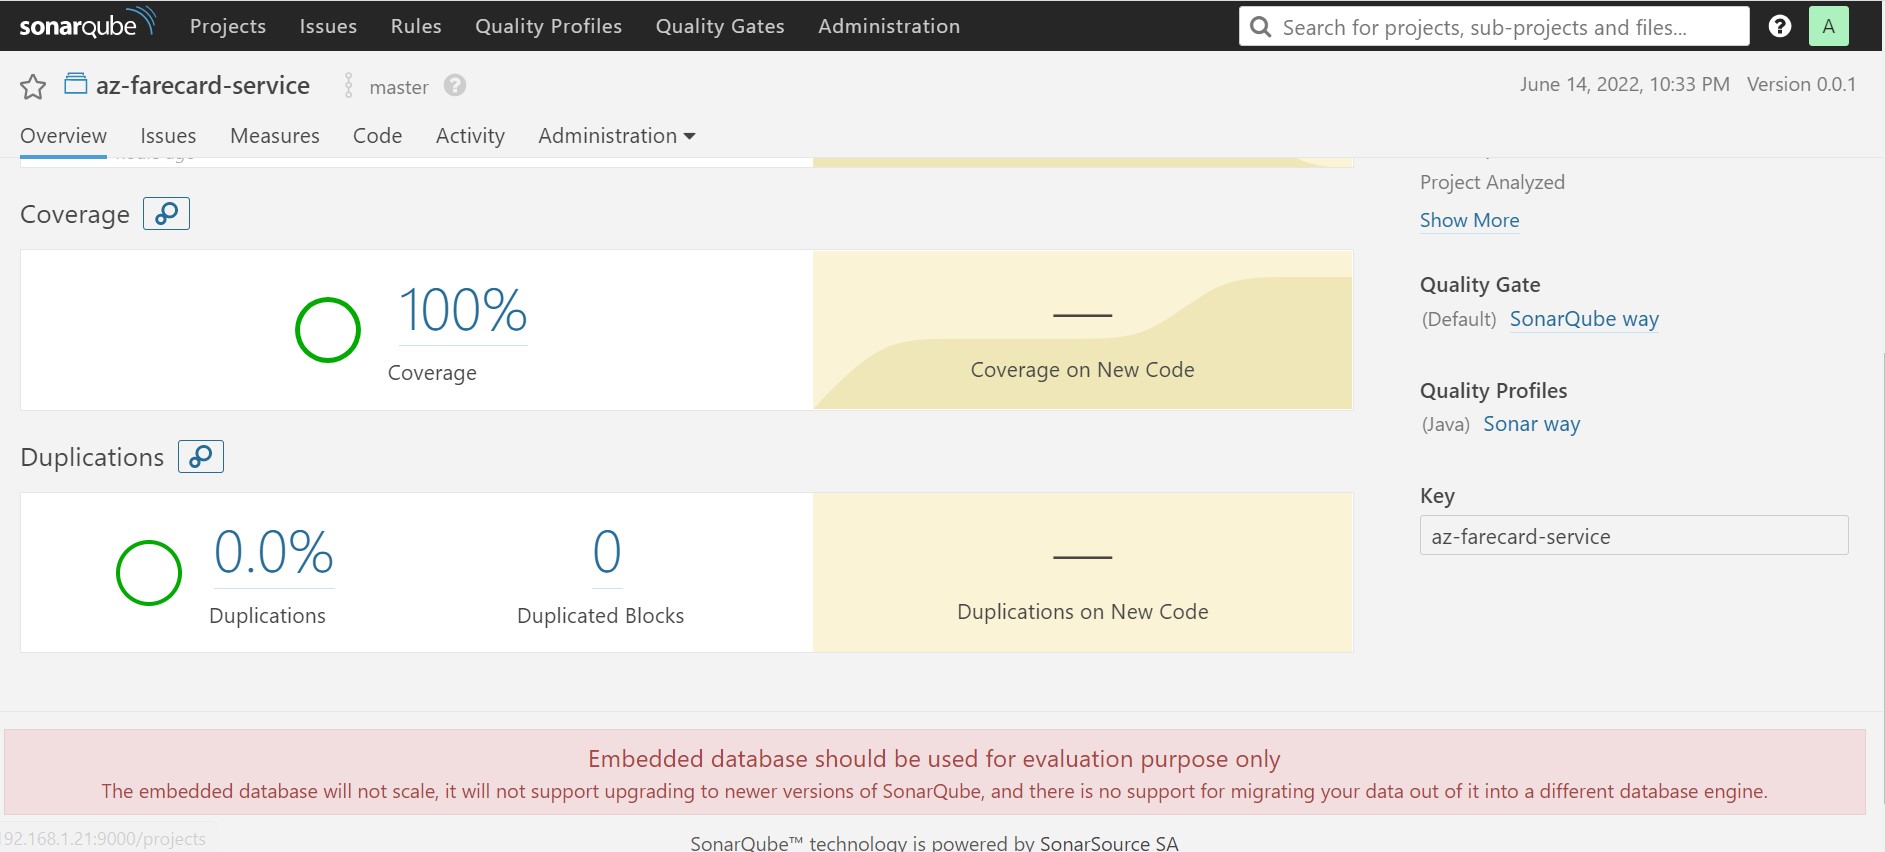 sonarqube Projects Issues Rules Quality Profiles Quality Gates Administration Search for projects, sub-projects and files... ? A
az-farecard-service master ? June 14, 2022, 10:33 PM Version 0.0.1
Overview Issues Measures Code Activity Administration
Project Analyzed
Show More
Coverage
100%
Coverage
—
Coverage on New Code
Duplications
0.0%
Duplications
0
Duplicated Blocks
—
Duplications on New Code
Quality Gate
(Default) SonarQube way
Quality Profiles
(Java) Sonar way
Key
az-farecard-service
Embedded database should be used for evaluation purpose only
The embedded database will not scale, it will not support upgrading to newer versions of SonarQube, and there is no support for migrating your data out of it into a different database engine.
92.168.1.21:9000/projects
SonarQube™ technology is powered by SonarSource SA